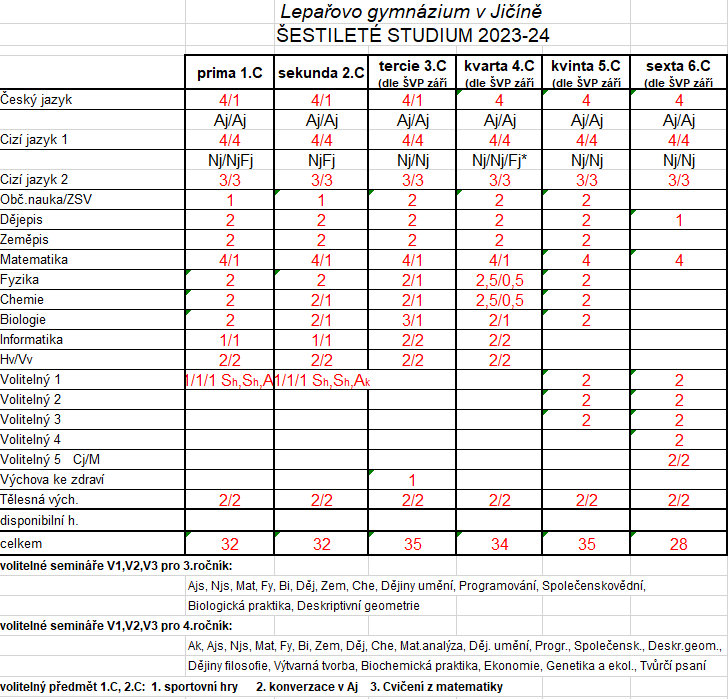 Lepařovo gymnázium v Jičíně
ŠESTILETÉ STUDIUM 2023-24
prima 1.C sekunda 2.C tercie 3.C (dle ŠVP září kvarta 4.C (dle ŠVP září kvinta 5.C (dle ŠVP září sexta 6.C (dle ŠVP září
Český jazyk 4/1 4/1 4/1 4 4 4
Aj/Aj Aj/Aj Aj/Aj Aj/Aj Aj/Aj Aj/Aj
Cizí jazyk 1 4/4 4/4 4/4 4/4 4/4 4/4
Nj/NjFj NjFj Nj/Nj Nj/Nj/Fj* Nj/Nj Nj/Nj
Cizí jazyk 2 3/3 3/3 3/3 3/3 3/3 3/3
Obč.nauka/ZSV 1 1 2 2 2
Dějepis 2 2 2 2 2 1
Zeměpis 2 2 2 2 2
Matematika 4/1 4/1 4/1 4/1 4 4
Fyzika 2 2 2/1 2,5/0,5 2
Chemie 2 2/1 2/1 2,5/0,5 2
Biologie 2 2/1 3/1 2/1 2
Informatika 1/1 1/1 2/2 2/2
Hv/Vv 2/2 2/2 2/2 2/2
Volitelný 1 1/1/1 Sh,Sh,A 1/1/1 Sh,Sh,Ak 2 2
Volitelný 2 2 2
Volitelný 3 2 2
Volitelný 4 2
Volitelný 5 Cj/M 2/2
Výchova ke zdraví 1
Tělesná vých. 2/2 2/2 2/2 2/2 2/2 2/2
disponibilní h.
celkem 32 32 35 34 35 28
volitelné semináře V1,V2,V3 pro 3.ročník:
Ajs, Njs, Mat, Fy, Bi, Děj, Zem, Che, Dějiny umění, Programování, Společenskovědní,
Biologická praktika, Deskriptivní geometrie
volitelné semináře V1,V2,V3 pro 4.ročník:
Ak, Ajs, Njs, Mat, Fy, Bi, Zem, Děj, Che, Mat.analýza, Děj. umění, Progr., Společensk., Deskr.geom.,
Dějiny filosofie, Výtvarná tvorba, Biochemická praktika, Ekonomie, Genetika a ekol., Tvůrčí psaní
volitelný předmět 1.C, 2.C: 1. sportovní hry 2. konverzace v Aj 3. Cvičení z matematiky